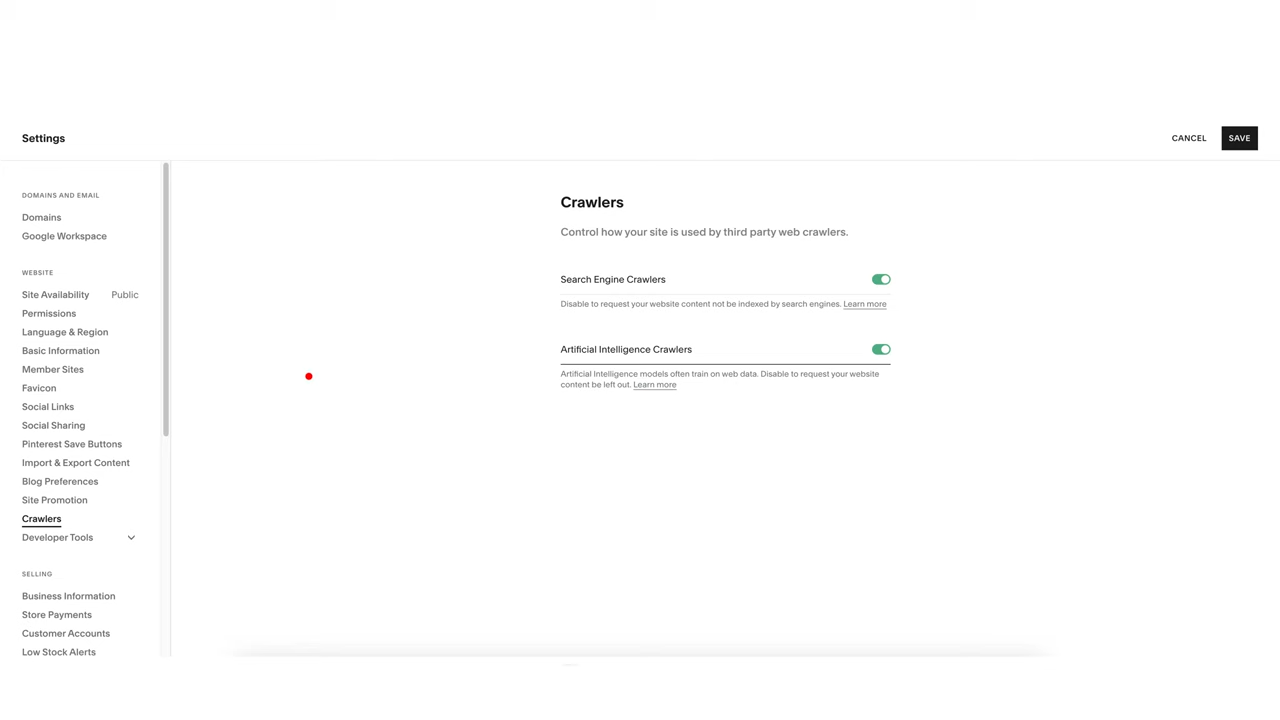 Settings
CANCEL
SAVE
DOMAINS AND EMAIL
Domains
Google Workspace
WEBSITE
Site Availability Public
Permissions
Language & Region
Basic Information
Member Sites
Favicon
Social Links
Social Sharing
Pinterest Save Buttons
Import & Export Content
Blog Preferences
Site Promotion
Crawlers
Developer Tools
SELLING
Business Information
Store Payments
Customer Accounts
Low Stock Alerts
Crawlers
Control how your site is used by third party web crawlers.
Search Engine Crawlers
Disable to request your website content not be indexed by search engines. Learn more
Artificial Intelligence Crawlers
Artificial Intelligence models often train on web data. Disable to request your website
content be left out. Learn more